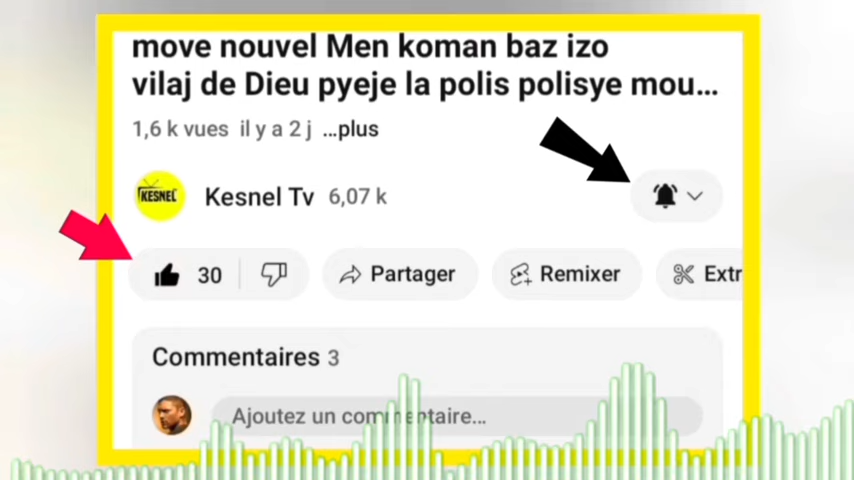 move nouvel Men koman baz izo
vilaj de Dieu pyeje la polis polisye mou...
1,6 k vues il y a 2 j ...plus
KESNEL
Kesnel Tv 6,07 k
30
Partager
Remixer
Extr
Commentaires 3
Ajoutez un commentaire...